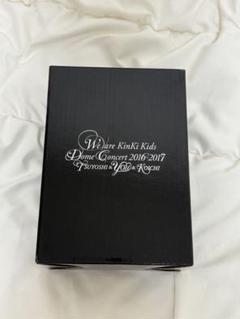 We are KinKi Kids
Dome Concert 2016-2017
TSUYOSHI & YOU & KOICHI